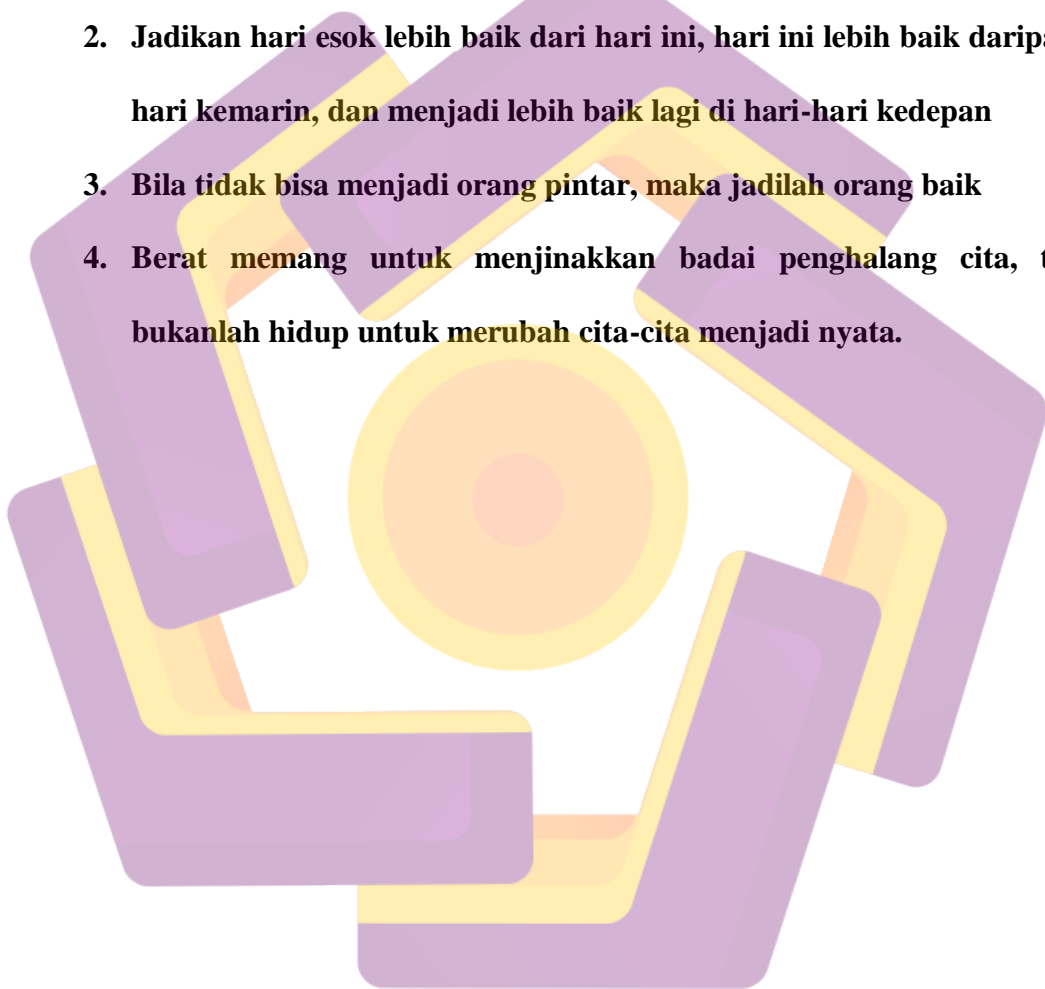 2. Jadikan hari esok lebih baik dari hari ini, hari ini lebih baik
hari kemarin, dan menjadi lebih baik lagi di hari-hari kedepan
3. Bila tidak bisa menjadi orang pintar, maka jadilah orang baik
4. Berat memang untuk menjinakkan badai penghalang cita,
bukanlah hidup untuk merubah cita-cita menjadi nyata.